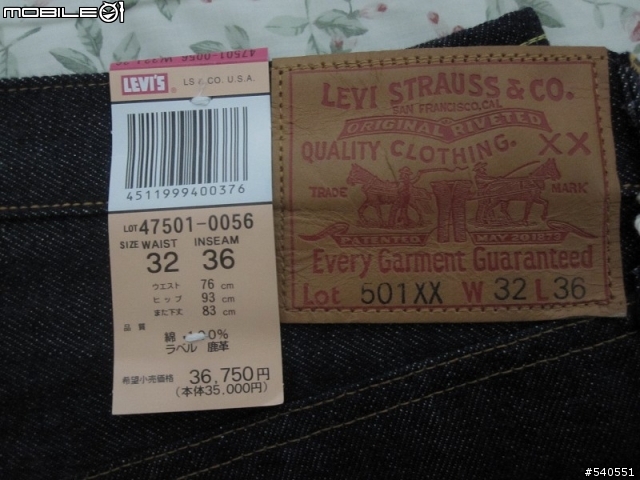 MOBILE01
47501-0056 W32 L36
LEVI'S
LS & CO. U.S.A.
4511999400376
LOT 47501-0056
SIZE WAIST INSEAM
32 36
ウエスト 76 cm
ヒップ 93 cm
また下丈 83 cm
品質
綿 100%
ラベル 鹿革
希望小売価格 36,750円
(本体35,000円)
LEVI STRAUSS & CO.
SAN FRANCISCO, CAL.
ORIGINAL RIVETED
QUALITY CLOTHING. XX
TRADE MARK
PATENTED MAY 20 1873
Every Garment Guaranteed
Lot 501XX W 32 L 36
#540551